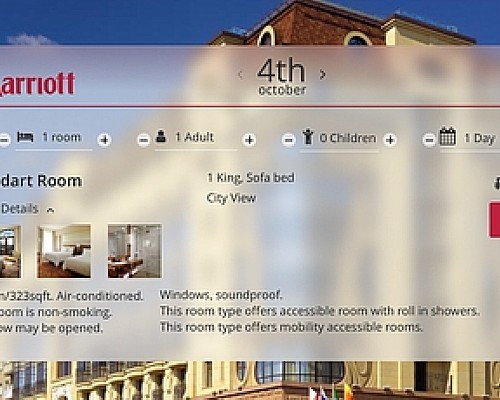 arriott
‹ 4th ›
october
1 room
1 Adult
0 Children
1 Day
dart Room
1 King, Sofa bed
City View
Details
n/323sqft. Air-conditioned.
oom is non-smoking.
ow may be opened.
Windows, soundproof.
This room type offers accessible room with roll in showers.
This room type offers mobility accessible rooms.